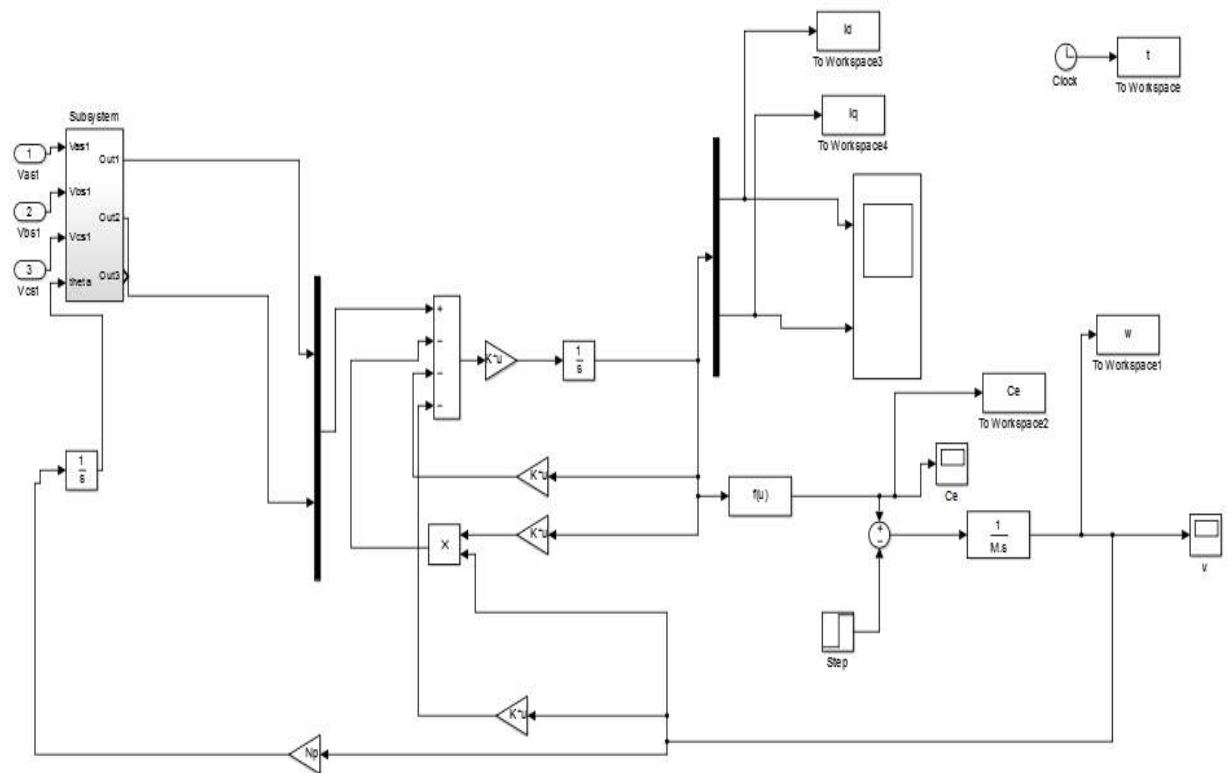 Id
To Workspace3
Clock
t
To Workspace
Iq
To Workspace4
Subsystem
1
Vas1
Vas1
Out1
2
Vbs1
Vbs1
Out2
3
Vcs1
Vcs1
theta
Out3
+
−
−
−
K*u
1
s
w
To Workspace1
Ce
To Workspace2
1
s
K*u
f(u)
Ce
K*u
×
+
−
1
M.s
v
Step
K*u
Np